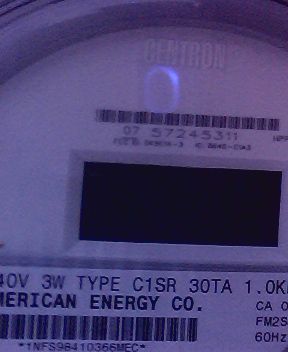 CENTRON
07 57245311
40V 3W TYPE C1SR 30TA 1.0K
MERICAN ENERGY CO.
CA 0
FM2S
60Hz
*1NFS98410366MEC*